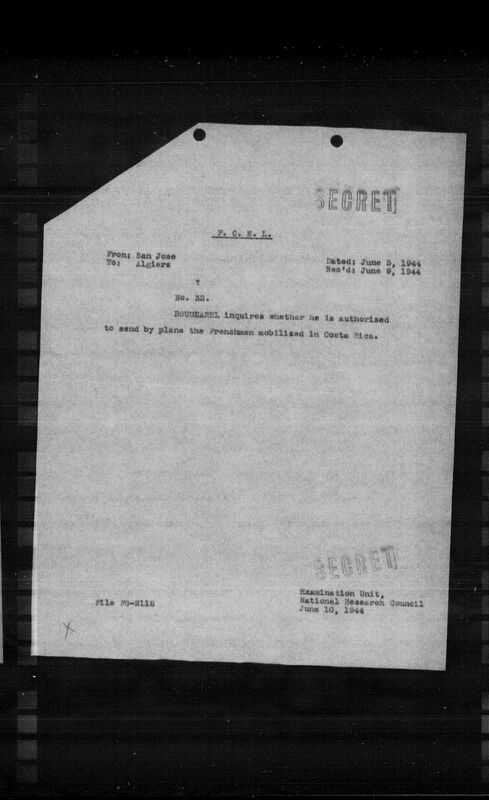 SECRET
F. C. N. L.
From: San Jose
To: Algiers
Dated: June 5, 1944
Rec'd: June 9, 1944
?
No. 32.
BOUGEAREL inquires whether he is authorized
to send by plane the Frenchmen mobilized in Costa Rica.
SECRET
Examination Unit,
National Research Council
June 10, 1944
File FG-2118
X